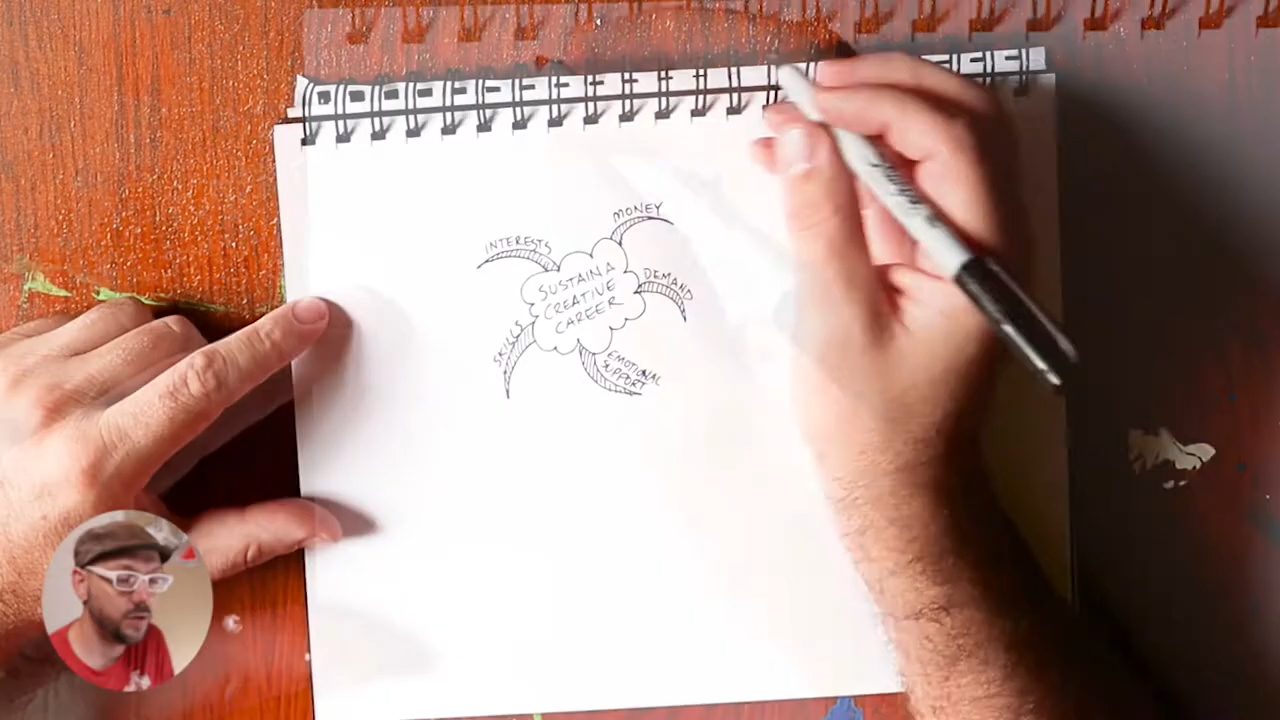 MONEY
INTERESTS
DEMAND
SUSTAIN A
CREATIVE
CAREER
SKILLS
EMOTIONAL
SUPPORT